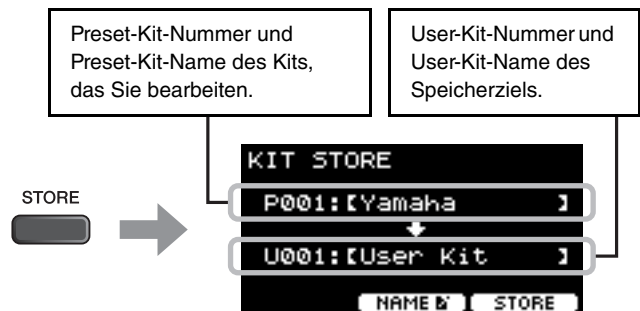 Preset-Kit-Nummer und
Preset-Kit-Name des Kits,
das Sie bearbeiten.
User-Kit-Nummer und
User-Kit-Name des
Speicherziels.
STORE
KIT STORE
P001:[Yamaha ]
U001:[User Kit ]
NAME STORE